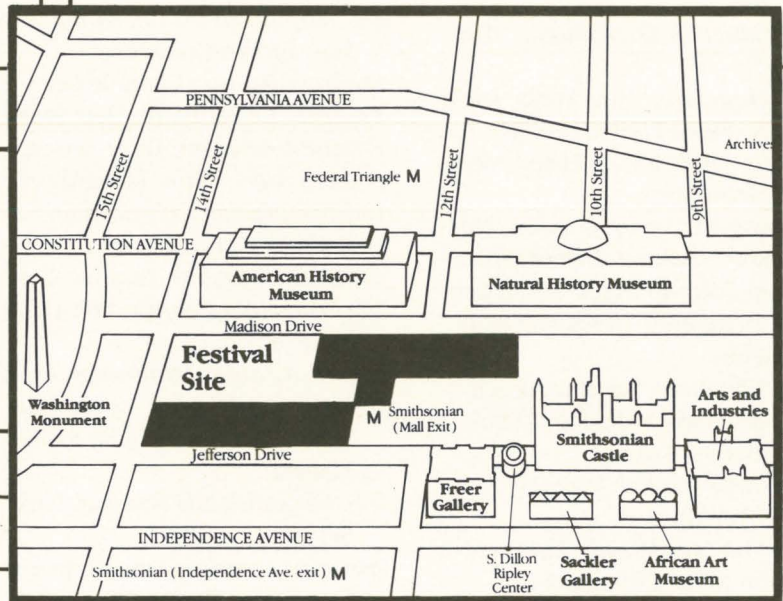 PENNSYLVANIA AVENUE
Archives
15th Street
14th Street
Federal Triangle M
12th Street
10th Street
9th Street
CONSTITUTION AVENUE
American History
Museum
Natural History Museum
Madison Drive
Festival
Site
Washington
Monument
M Smithsonian
(Mall Exit)
Arts and
Industries
Smithsonian
Castle
Jefferson Drive
Freer
Gallery
INDEPENDENCE AVENUE
S. Dillon
Ripley
Center
Sackler
Gallery
African Art
Museum
Smithsonian (Independence Ave. exit) M